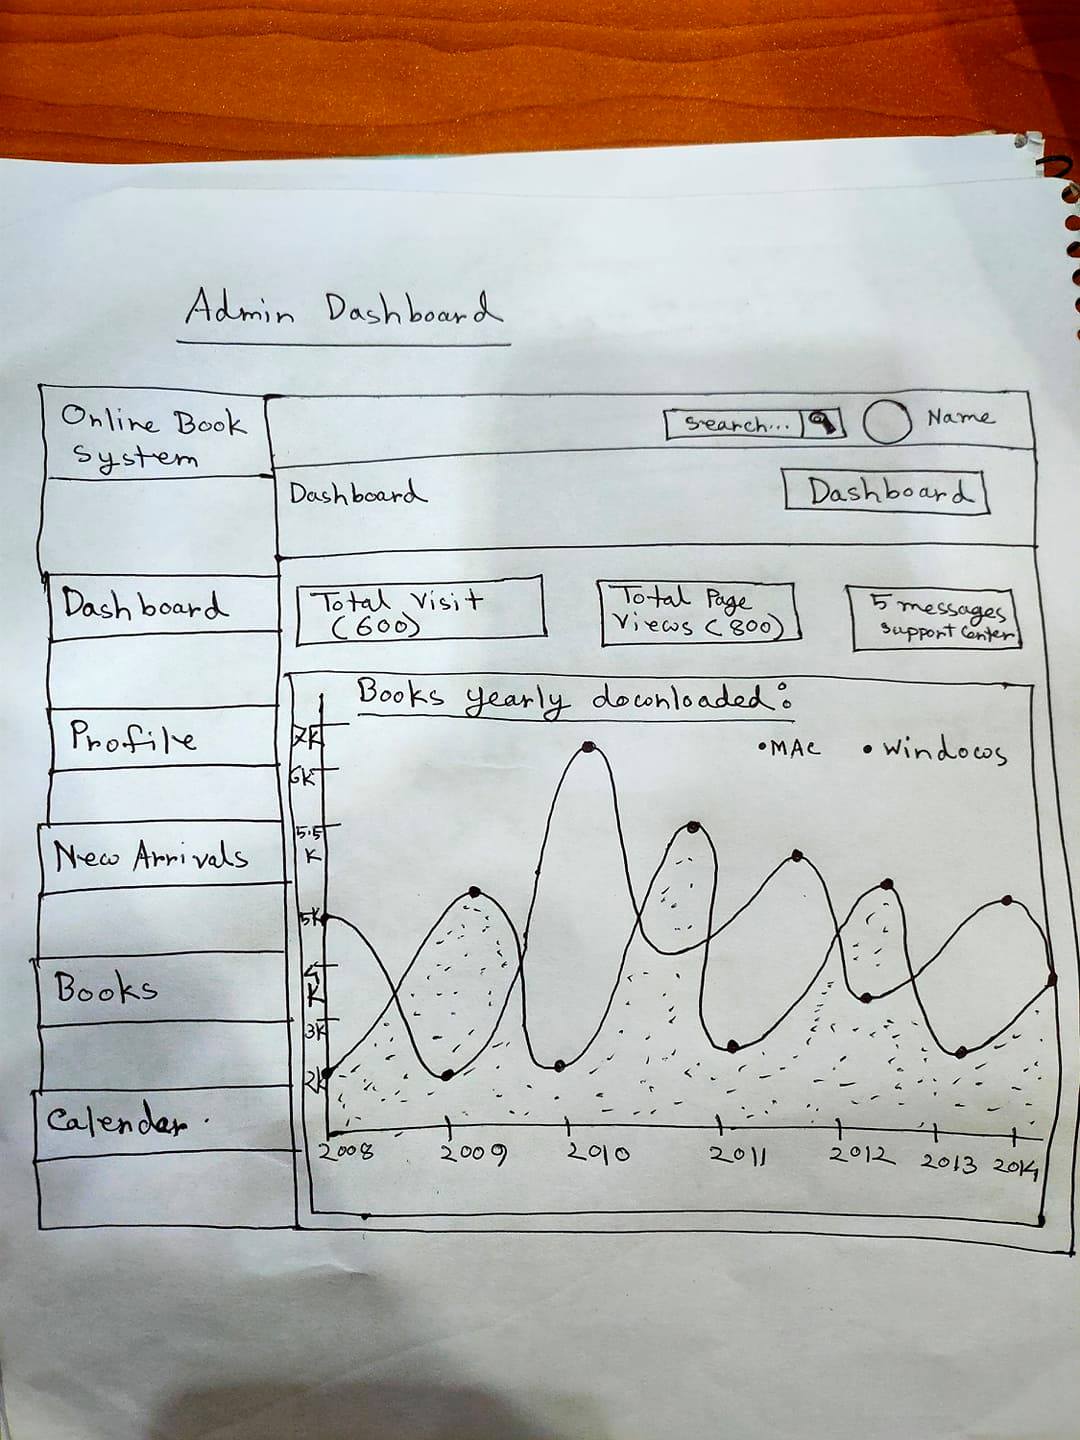 Admin Dashboard
Online Book
System
search...
Name
Dashboard
Dashboard
Dashboard
Total Visit
(600)
Total Page
Views (800)
5 messages
support Center
Profile
New Arrivals
Books
Calendar
Books yearly downloaded:
•MAC
• Windows
7K
6K
5.5
K
5K
4
K
3K
2K
2008
2009
2010
2011
2012
2013
2014